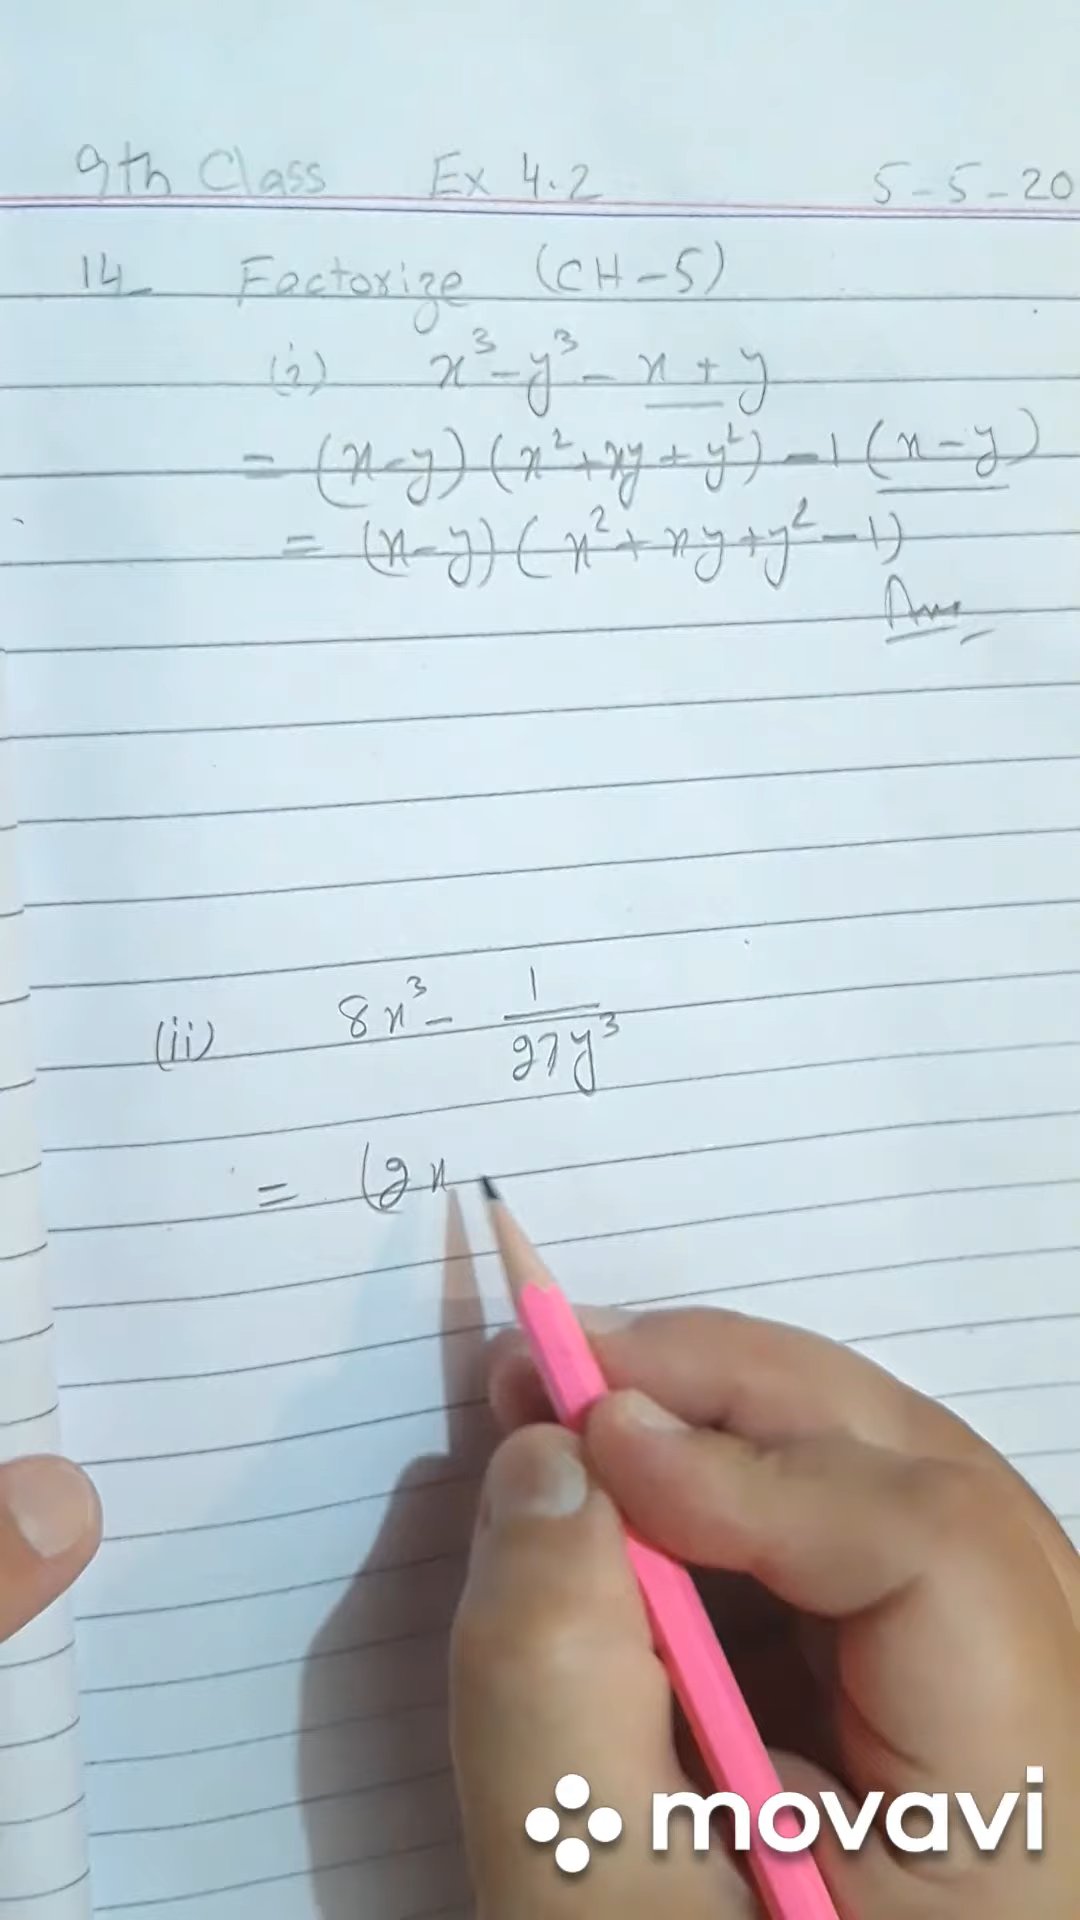 9th Class Ex 4.2 5-5-20
14 Factorize (CH-5)
(i) x³-y³-x+y
= (x-y)(x²+xy+y²)-1(x-y)
= (x-y)(x²+xy+y²-1)
Ans
(ii) 8x³- 1/27y³
= (2x
movavi